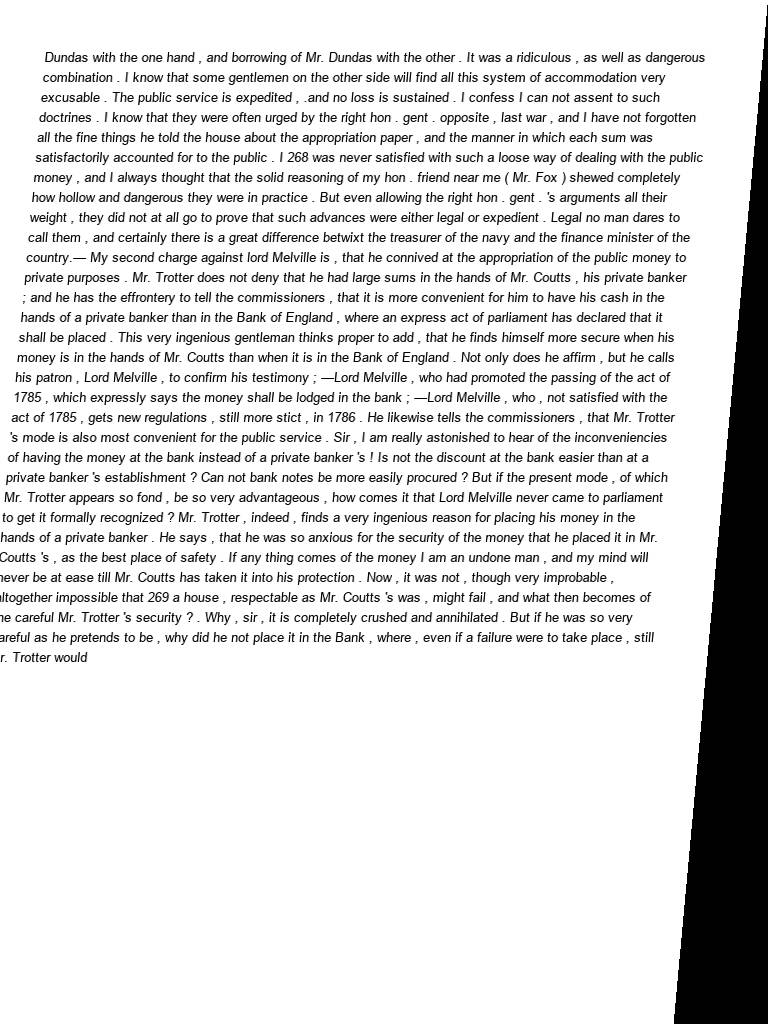 Dundas with the one hand , and borrowing of Mr. Dundas with the other . It was a ridiculous , as well as dangerous
combination . I know that some gentlemen on the other side will find all this system of accommodation very
excusable . The public service is expedited , .and no loss is sustained . I confess I can not assent to such
doctrines . I know that they were often urged by the right hon . gent . opposite , last war , and I have not forgotten
all the fine things he told the house about the appropriation paper , and the manner in which each sum was
satisfactorily accounted for to the public . I 268 was never satisfied with such a loose way of dealing with the public
money , and I always thought that the solid reasoning of my hon . friend near me ( Mr. Fox ) shewed completely
how hollow and dangerous they were in practice . But even allowing the right hon . gent . 's arguments all their
weight , they did not at all go to prove that such advances were either legal or expedient . Legal no man dares to
call them , and certainly there is a great difference betwixt the treasurer of the navy and the finance minister of the
country.— My second charge against lord Melville is , that he connived at the appropriation of the public money to
private purposes . Mr. Trotter does not deny that he had large sums in the hands of Mr. Coutts , his private banker
; and he has the effrontery to tell the commissioners , that it is more convenient for him to have his cash in the
hands of a private banker than in the Bank of England , where an express act of parliament has declared that it
shall be placed . This very ingenious gentleman thinks proper to add , that he finds himself more secure when his
money is in the hands of Mr. Coutts than when it is in the Bank of England . Not only does he affirm , but he calls
his patron , Lord Melville , to confirm his testimony ; —Lord Melville , who had promoted the passing of the act of
1785 , which expressly says the money shall be lodged in the bank ; —Lord Melville , who , not satisfied with the
act of 1785 , gets new regulations , still more stict , in 1786 . He likewise tells the commissioners , that Mr. Trotter
's mode is also most convenient for the public service . Sir , I am really astonished to hear of the inconveniencies
of having the money at the bank instead of a private banker 's ! Is not the discount at the bank easier than at a
private banker 's establishment ? Can not bank notes be more easily procured ? But if the present mode , of which
Mr. Trotter appears so fond , be so very advantageous , how comes it that Lord Melville never came to parliament
to get it formally recognized ? Mr. Trotter , indeed , finds a very ingenious reason for placing his money in the
hands of a private banker . He says , that he was so anxious for the security of the money that he placed it in Mr.
Coutts 's , as the best place of safety . If any thing comes of the money I am an undone man , and my mind will
never be at ease till Mr. Coutts has taken it into his protection . Now , it was not , though very improbable ,
ltogether impossible that 269 a house , respectable as Mr. Coutts 's was , might fail , and what then becomes of
he careful Mr. Trotter 's security ? . Why , sir , it is completely crushed and annihilated . But if he was so very
areful as he pretends to be , why did he not place it in the Bank , where , even if a failure were to take place , still
r. Trotter would